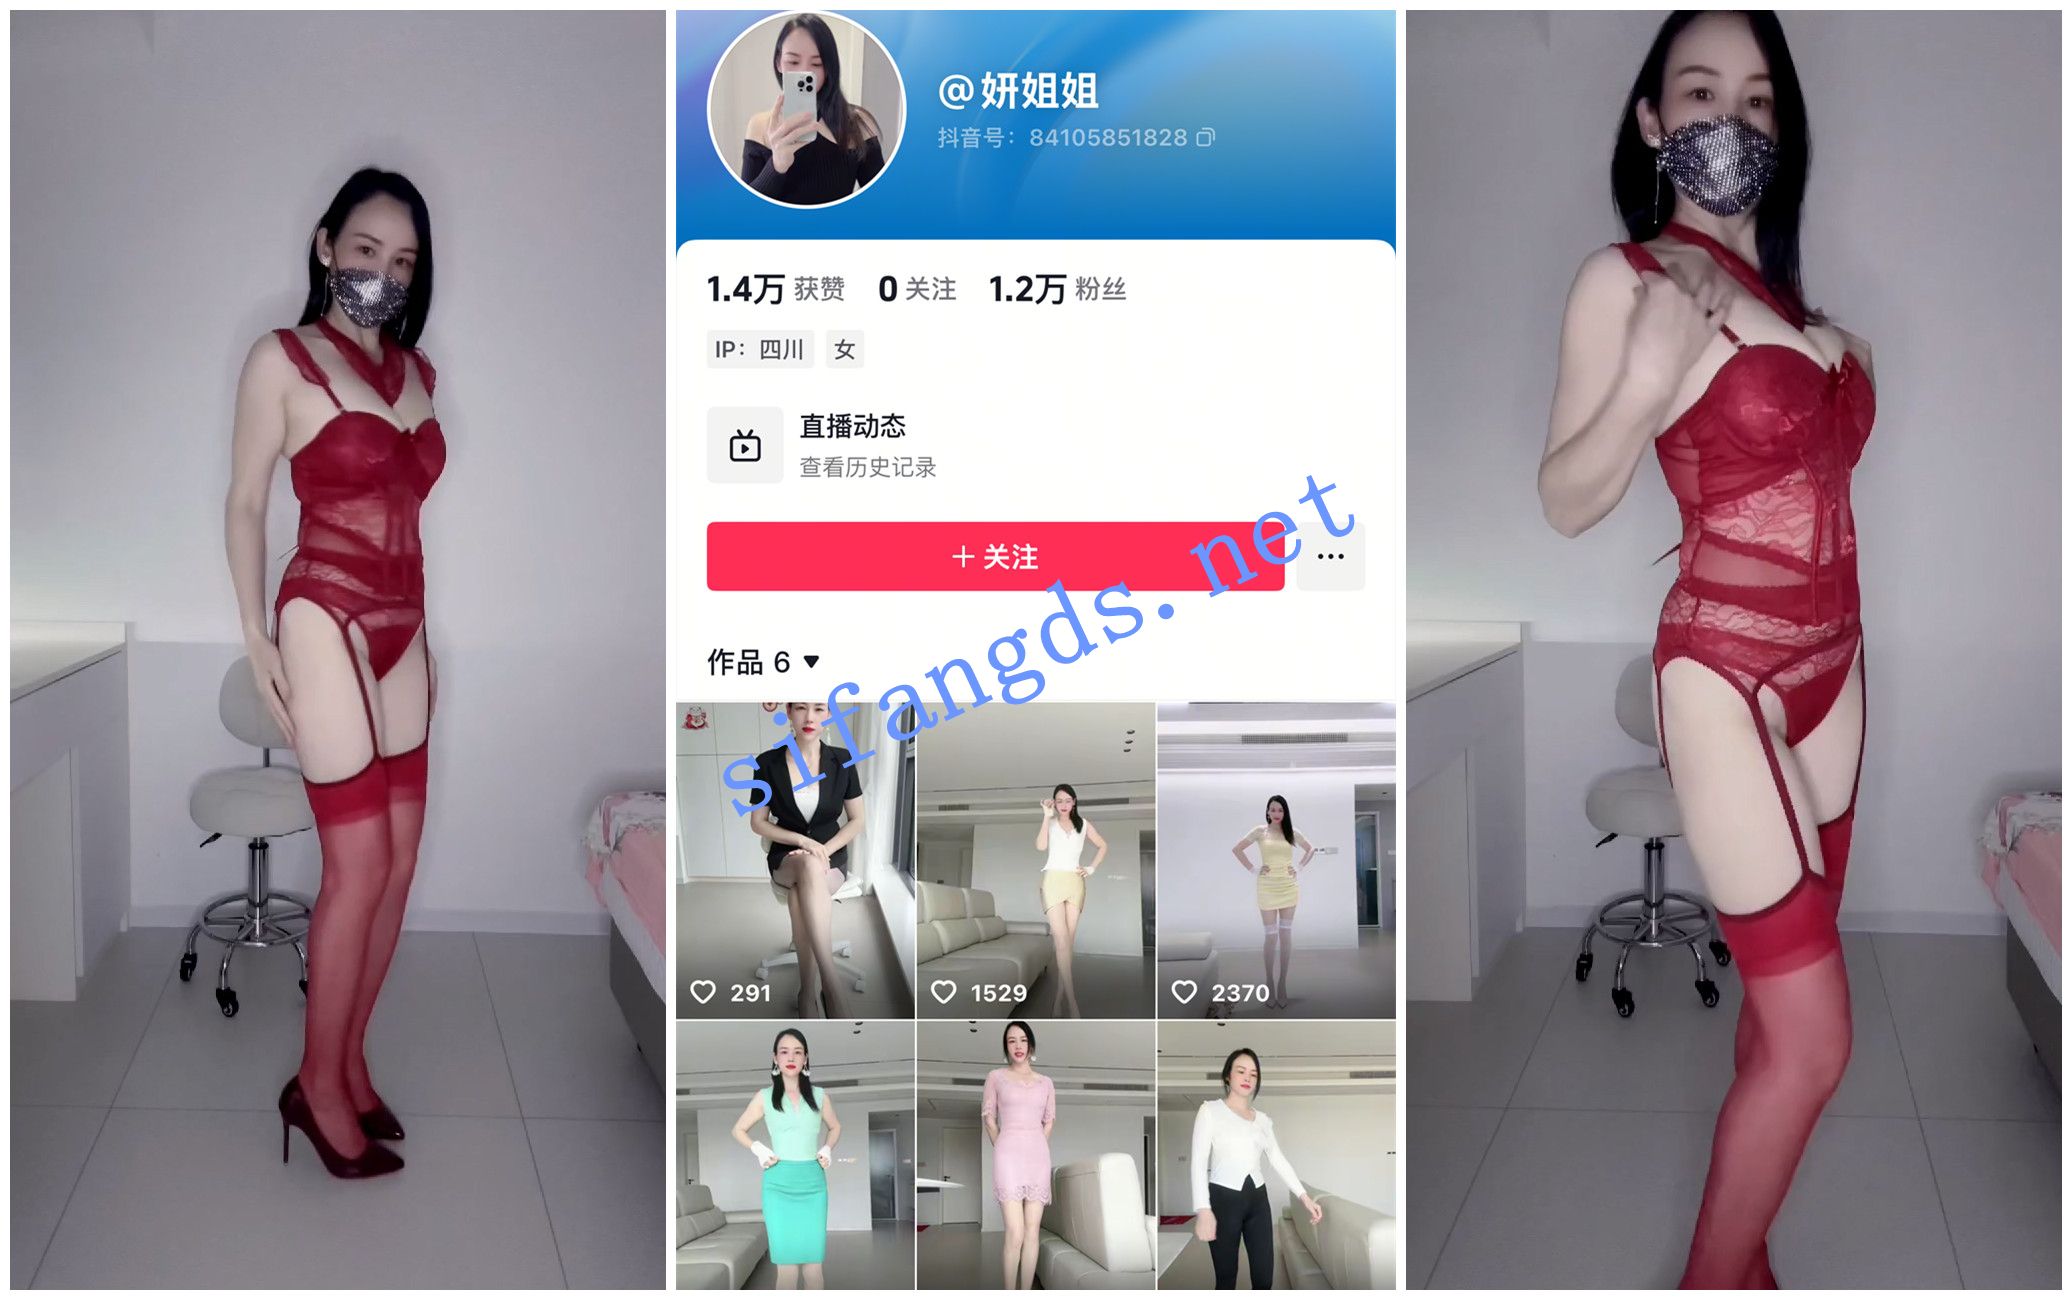 @妍姐姐
抖音号：84105851828
1.4万 获赞 0 关注 1.2万 粉丝
IP：四川 女
直播动态
查看历史记录
+ 关注
作品 6
291 1529 2370
sifangds.net